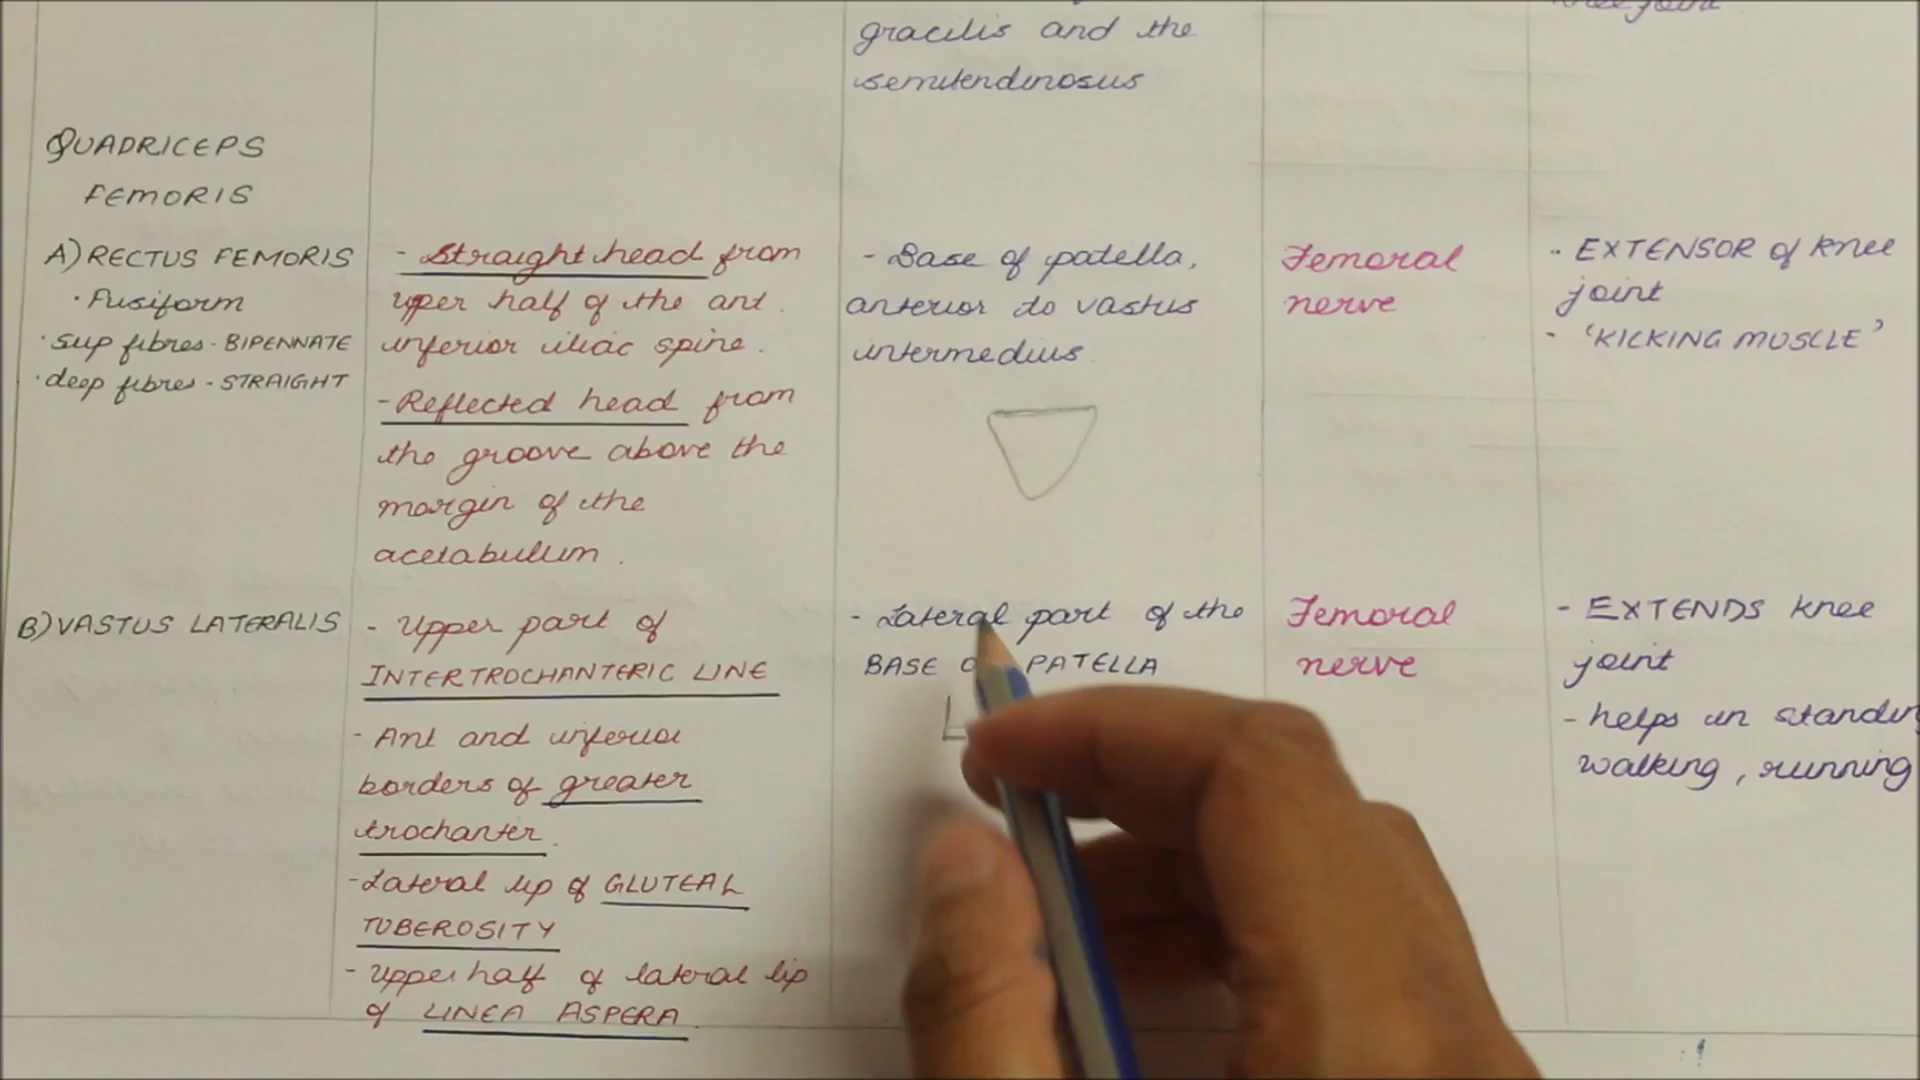 gracilis and the
semitendinosus
QUADRICEPS
FEMORIS
A) RECTUS FEMORIS
· Fusiform
· Sup fibres - BIPENNATE
· deep fibres - STRAIGHT
- Straight head from
upper half of the ant.
inferior iliac spine.
- Reflected head from
the groove above the
margin of the
acetabulum.
- Base of patella,
anterior to vastus
intermedius.
Femoral
nerve
- EXTENSOR of knee
joint
- 'KICKING MUSCLE'
B) VASTUS LATERALIS
- Upper part of
INTERTROCHANTERIC LINE
- Ant and inferior
borders of greater
trochanter.
- Lateral lip of GLUTEAL
TUBEROSITY
- Upper half of lateral lip
of LINEA ASPERA.
- Lateral part of the
BASE PATELLA
Femoral
nerve
- EXTENDS knee
joint
- helps in
walking, running